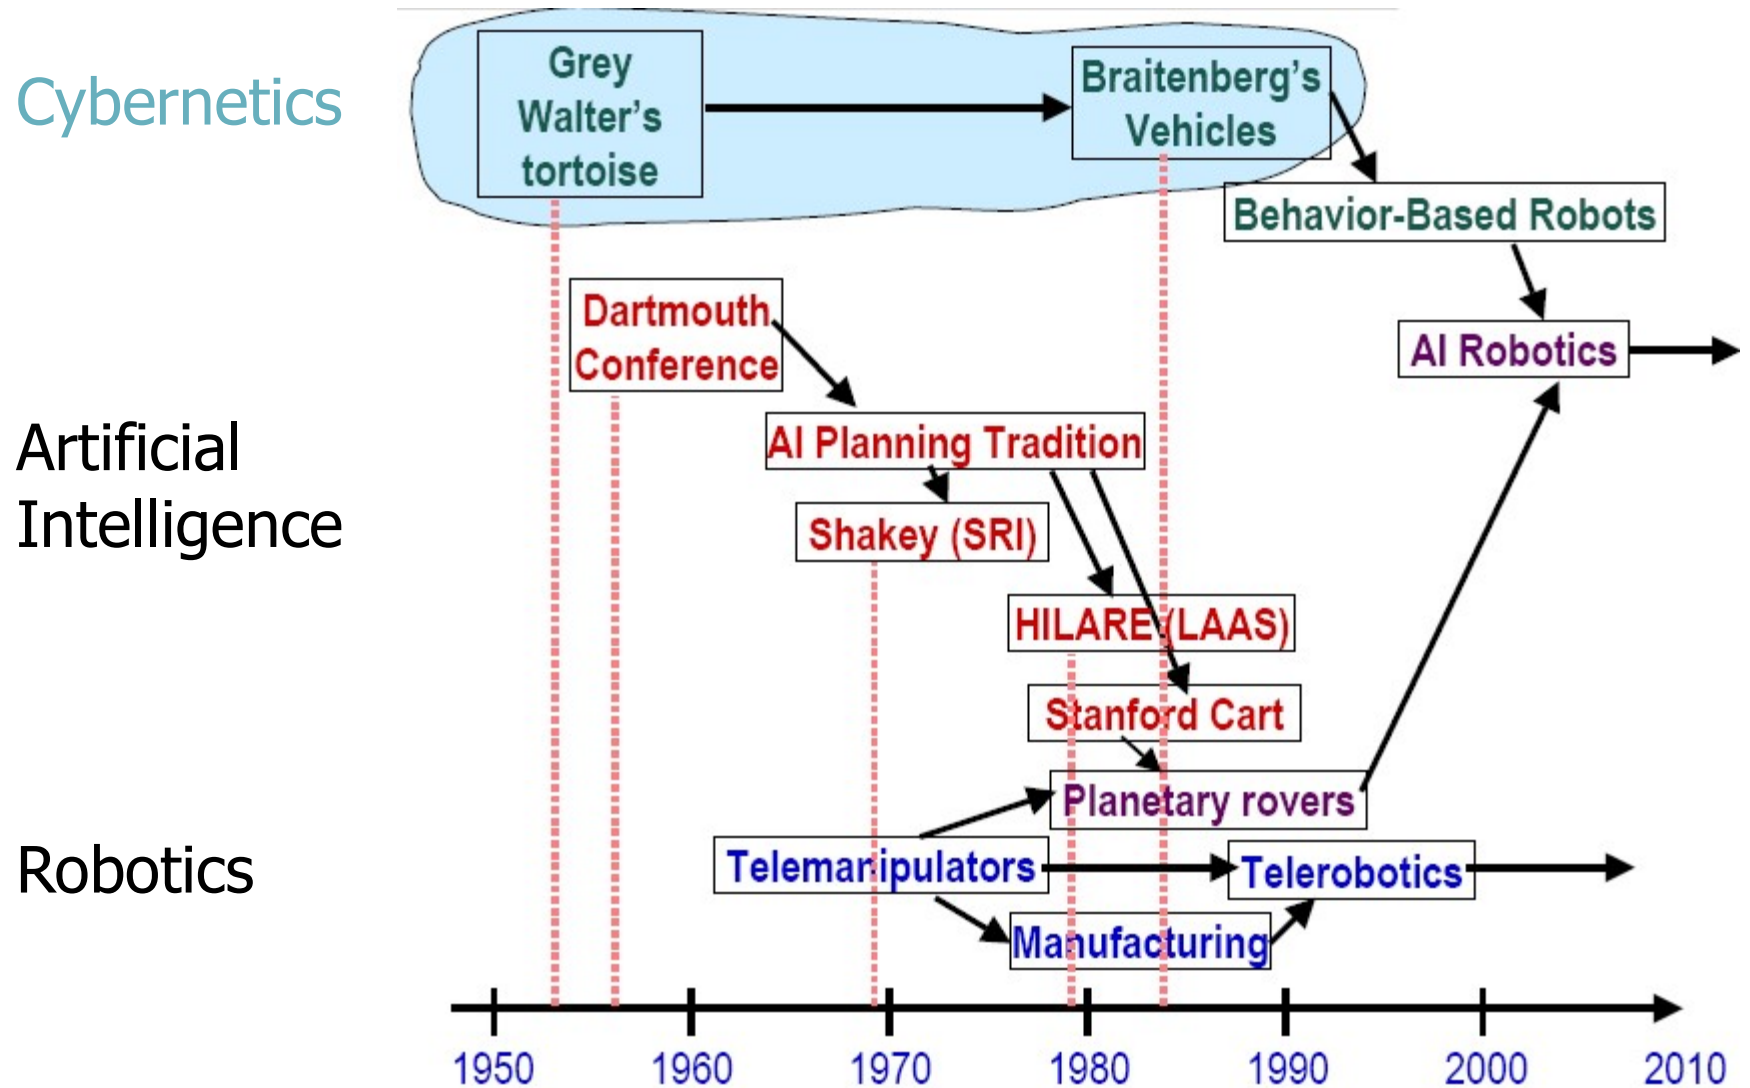 Cybernetics
Grey
Walter's
tortoise
Braitenberg's
Vehicles
Behavior-Based Robots
Dartmouth
Conference
AI Robotics
Artificial
Intelligence
AI Planning Tradition
Shakey (SRI)
HILARE (LAAS)
Stanford Cart
Planetary rovers
Robotics
Telemanipulators
Telerobotics
Manufacturing
1950 1960 1970 1980 1990 2000 2010